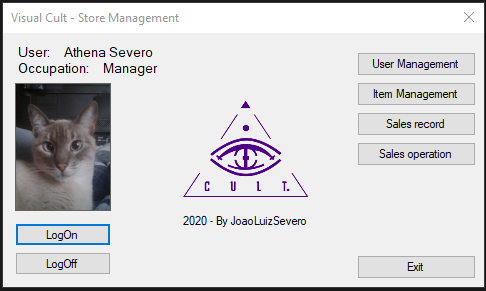 Visual Cult - Store Management
User: Athena Severo
Occupation: Manager
User Management
Item Management
Sales record
Sales operation
CULT.
2020 - By JoaoLuizSevero
LogOn
LogOff
Exit